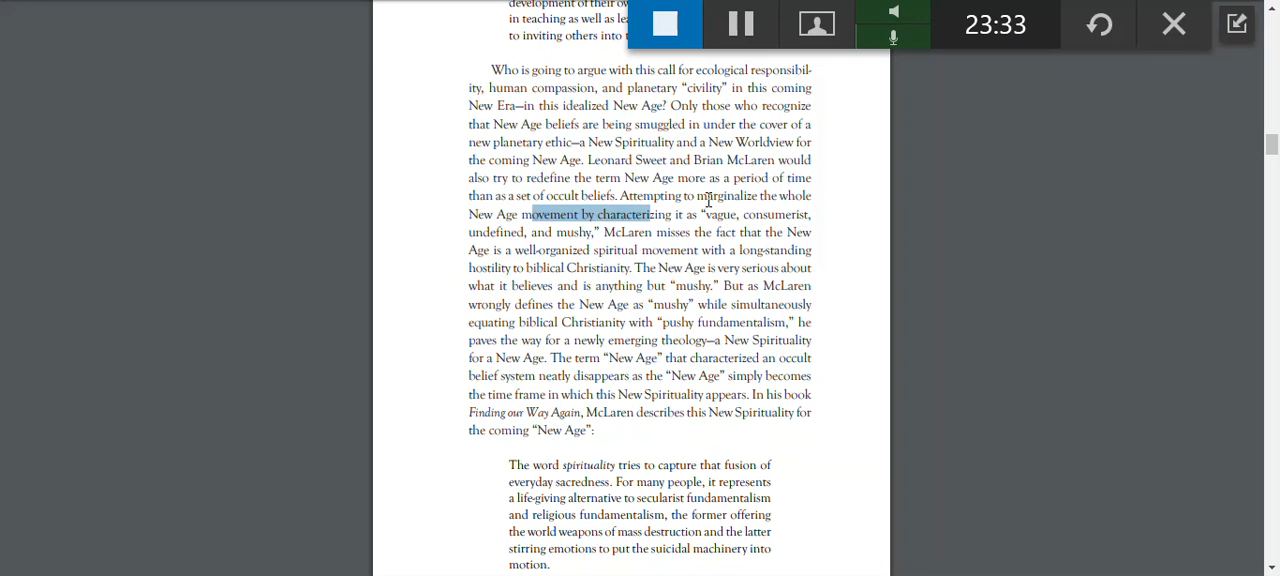 development of their ow
in teaching as well as lea
to inviting others into t
23:33
Who is going to argue with this call for ecological responsibil-
ity, human compassion, and planetary “civility” in this coming
New Era—in this idealized New Age? Only those who recognize
that New Age beliefs are being smuggled in under the cover of a
new planetary ethic—a New Spirituality and a New Worldview for
the coming New Age. Leonard Sweet and Brian McLaren would
also try to redefine the term New Age more as a period of time
than as a set of occult beliefs. Attempting to marginalize the whole
New Age movement by characterizing it as “vague, consumerist,
undefined, and mushy,” McLaren misses the fact that the New
Age is a well-organized spiritual movement with a long-standing
hostility to biblical Christianity. The New Age is very serious about
what it believes and is anything but “mushy.” But as McLaren
wrongly defines the New Age as “mushy” while simultaneously
equating biblical Christianity with “pushy fundamentalism,” he
paves the way for a newly emerging theology—a New Spirituality
for a New Age. The term “New Age” that characterized an occult
belief system neatly disappears as the “New Age” simply becomes
the time frame in which this New Spirituality appears. In his book
Finding our Way Again, McLaren describes this New Spirituality for
the coming “New Age”:
The word spirituality tries to capture that fusion of
everyday sacredness. For many people, it represents
a life-giving alternative to secularist fundamentalism
and religious fundamentalism, the former offering
the world weapons of mass destruction and the latter
stirring emotions to put the suicidal machinery into
motion.